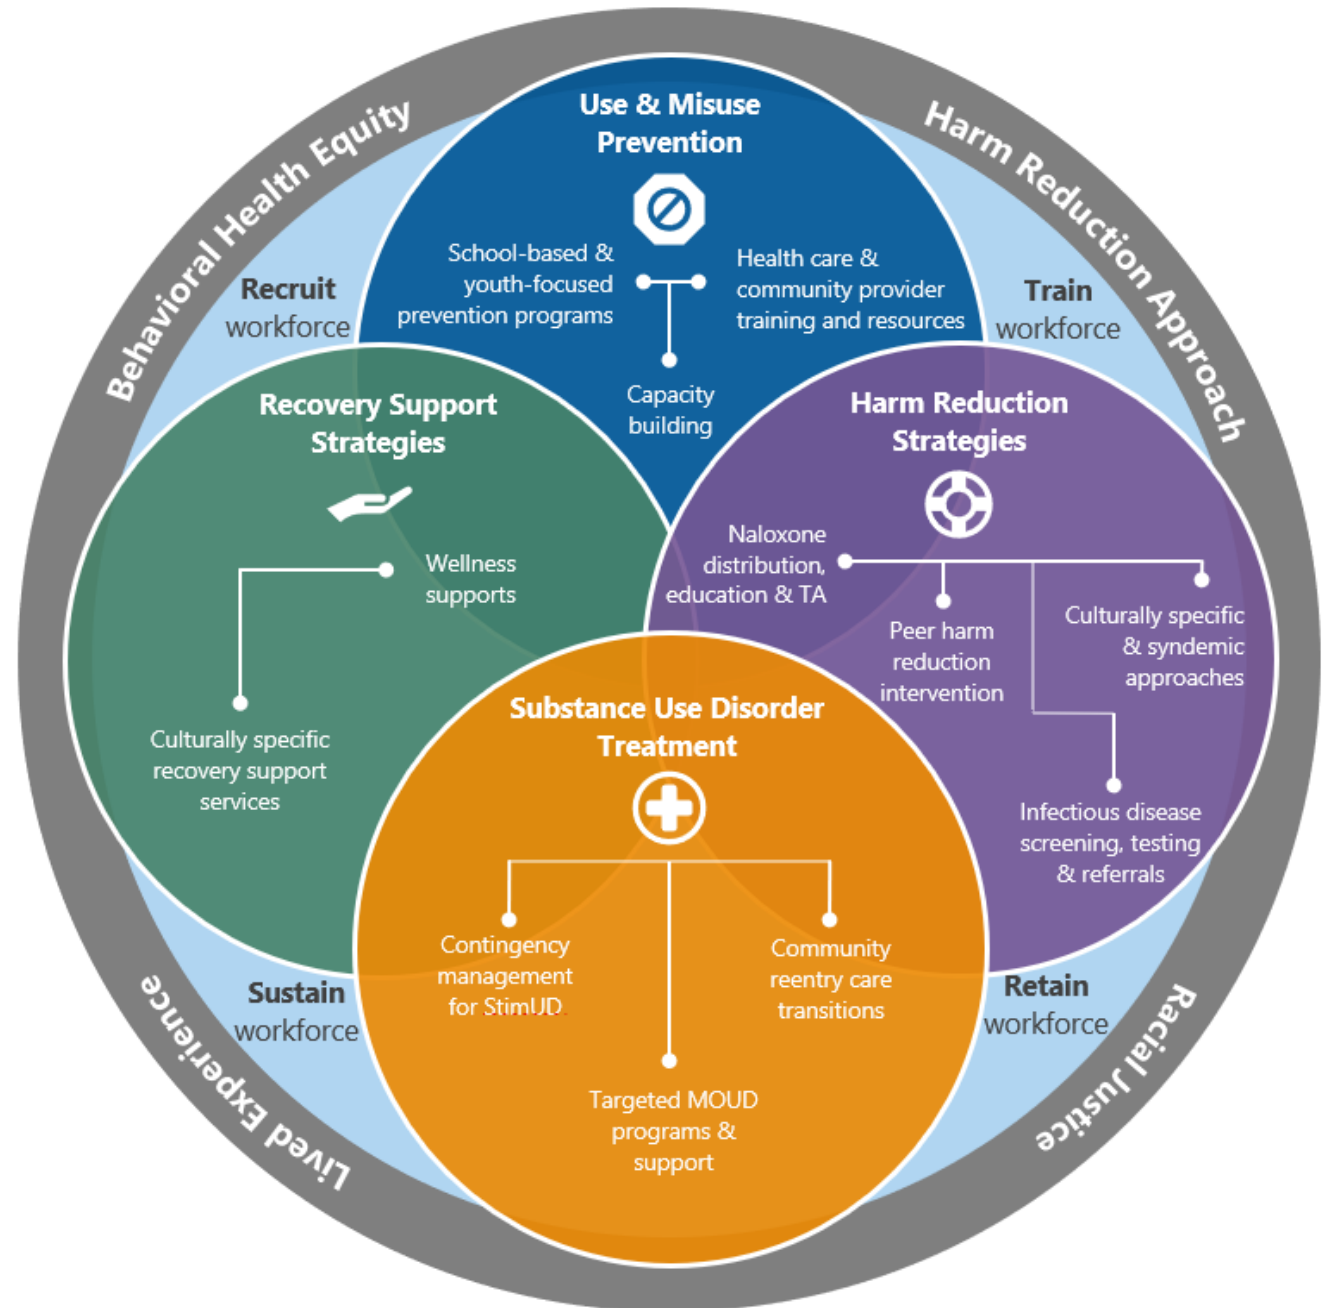 Behavioral Health Equity
Harm Reduction Approach
Use & Misuse
Prevention
School-based &
youth-focused
prevention programs
Health care &
community provider
training and resources
Capacity
building
Recruit
workforce
Train
workforce
Recovery Support
Strategies
Wellness
supports
Culturally specific
recovery support
services
Harm Reduction
Strategies
Naloxone
distribution,
education & TA
Peer harm
reduction
intervention
Culturally specific
& syndemic
approaches
Infectious disease
screening, testing
& referrals
Substance Use Disorder
Treatment
Contingency
management
for StimUD
Community
reentry care
transitions
Targeted MOUD
programs &
support
Sustain
workforce
Retain
workforce
Lived Experience
Racial Justice